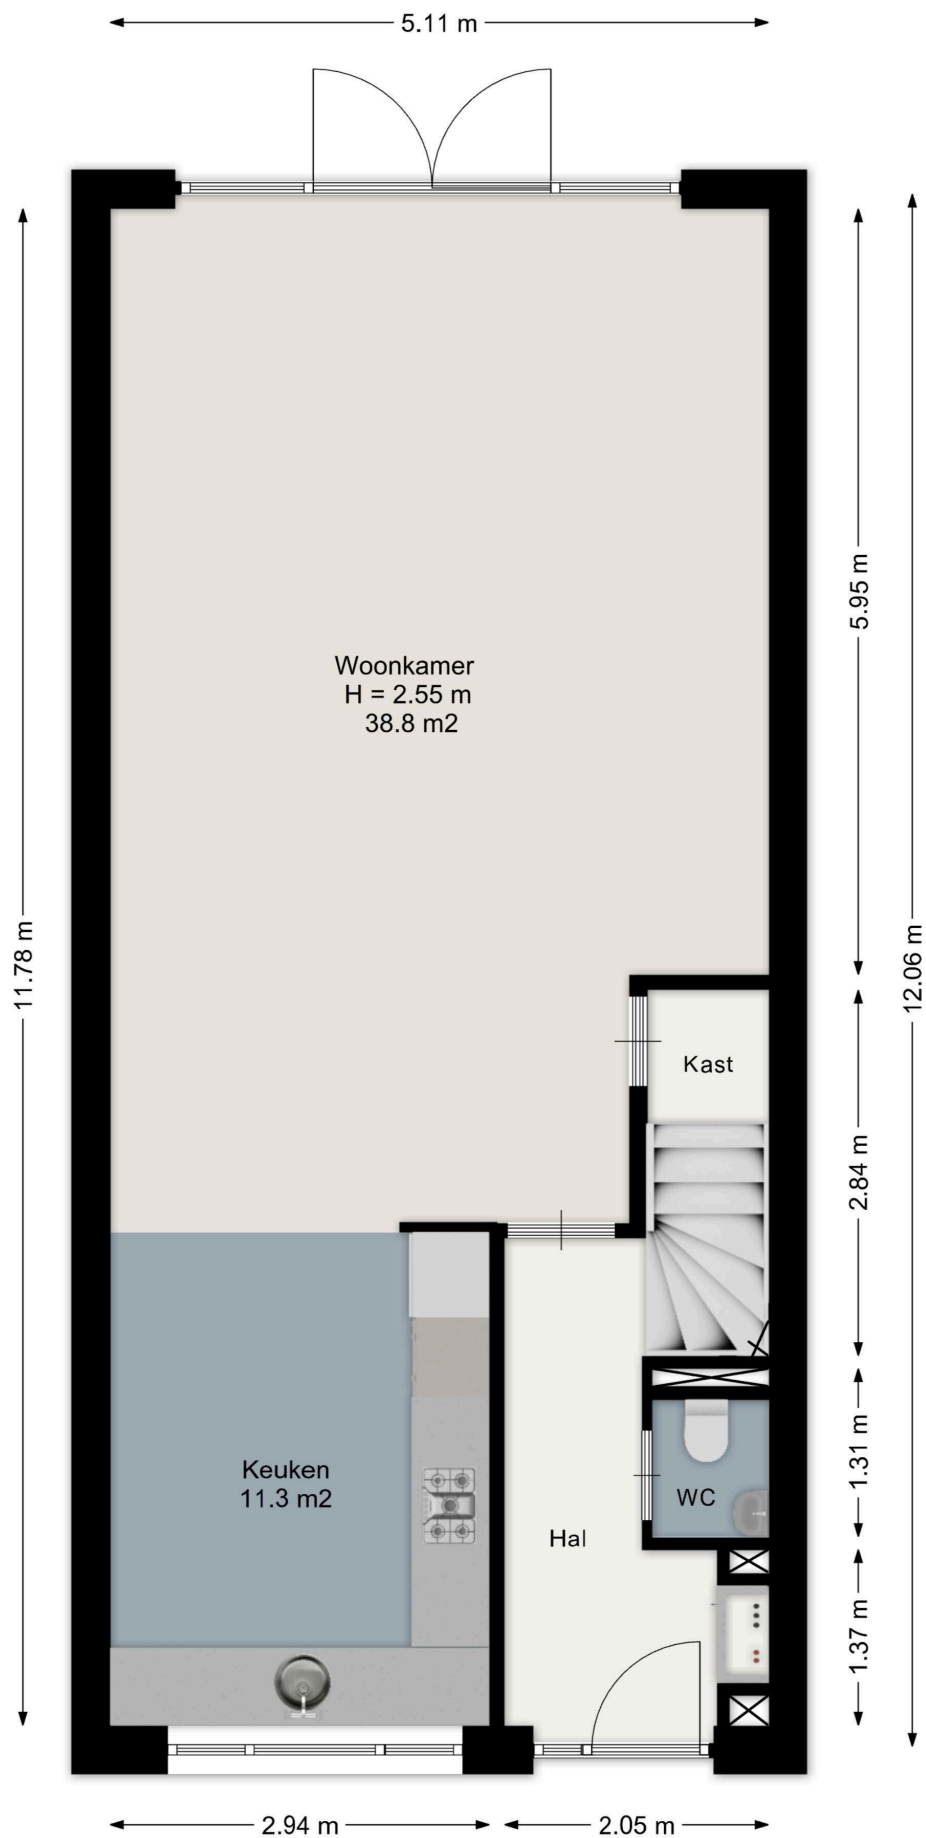 5.11 m
Woonkamer
H = 2.55 m
38.8 m2
5.95 m
11.78 m
12.06 m
Kast
2.84 m
Keuken
11.3 m2
WC
1.31 m
Hal
1.37 m
2.94 m
2.05 m